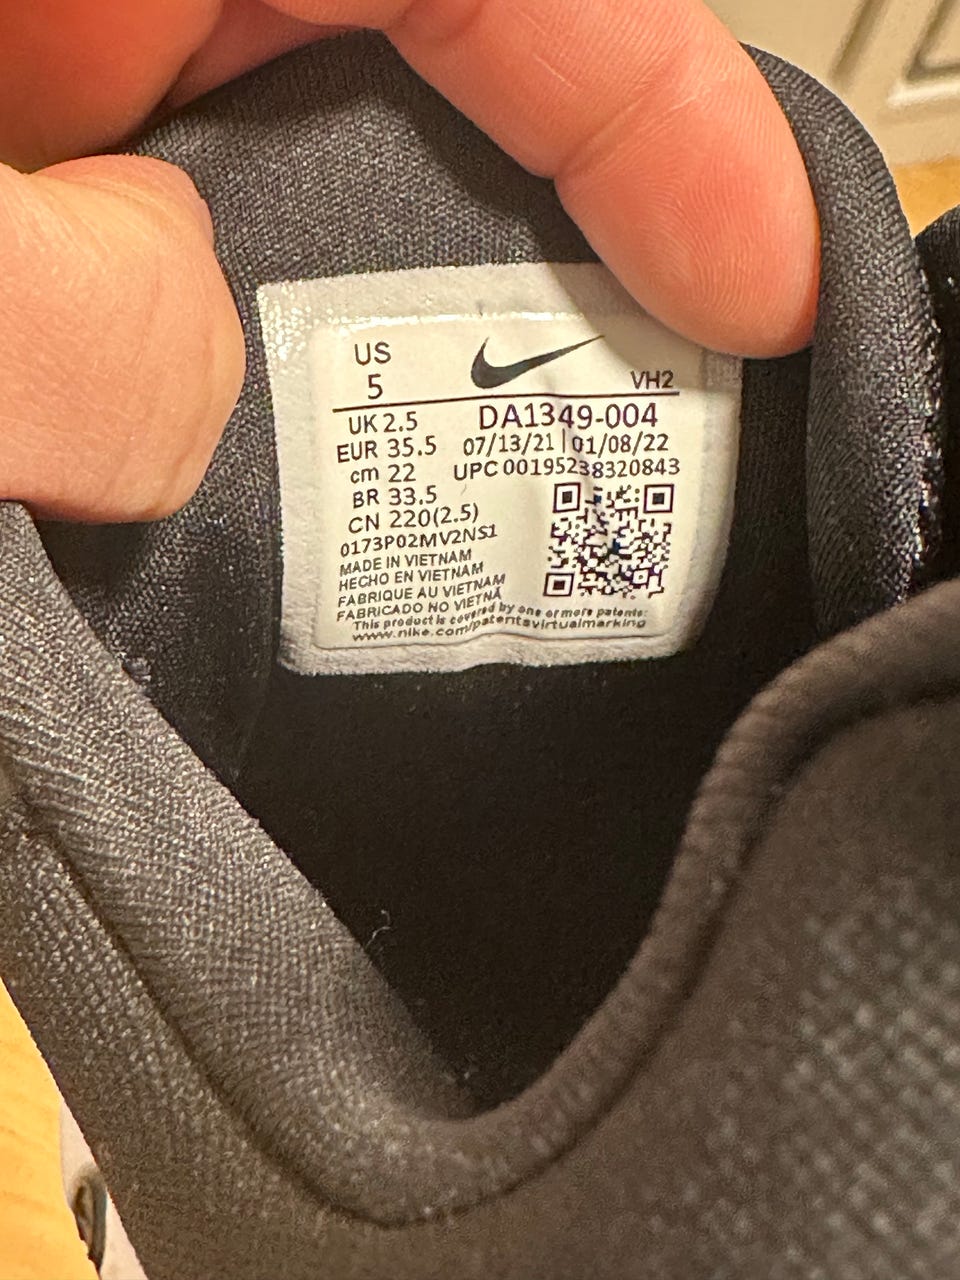 US
5
VH2
UK 2.5
DA1349-004
EUR 35.5
07/13/21 | 01/08/22
cm 22
UPC 00195238320843
BR 33.5
CN 220(2.5)
0173P02MV2NS1
MADE IN VIETNAM
HECHO EN VIETNAM
FABRIQUE AU VIETNAM
FABRICADO NO VIETNÃ
This product is covered by one or more patents:
www.nike.com/patentsvirtualmarking